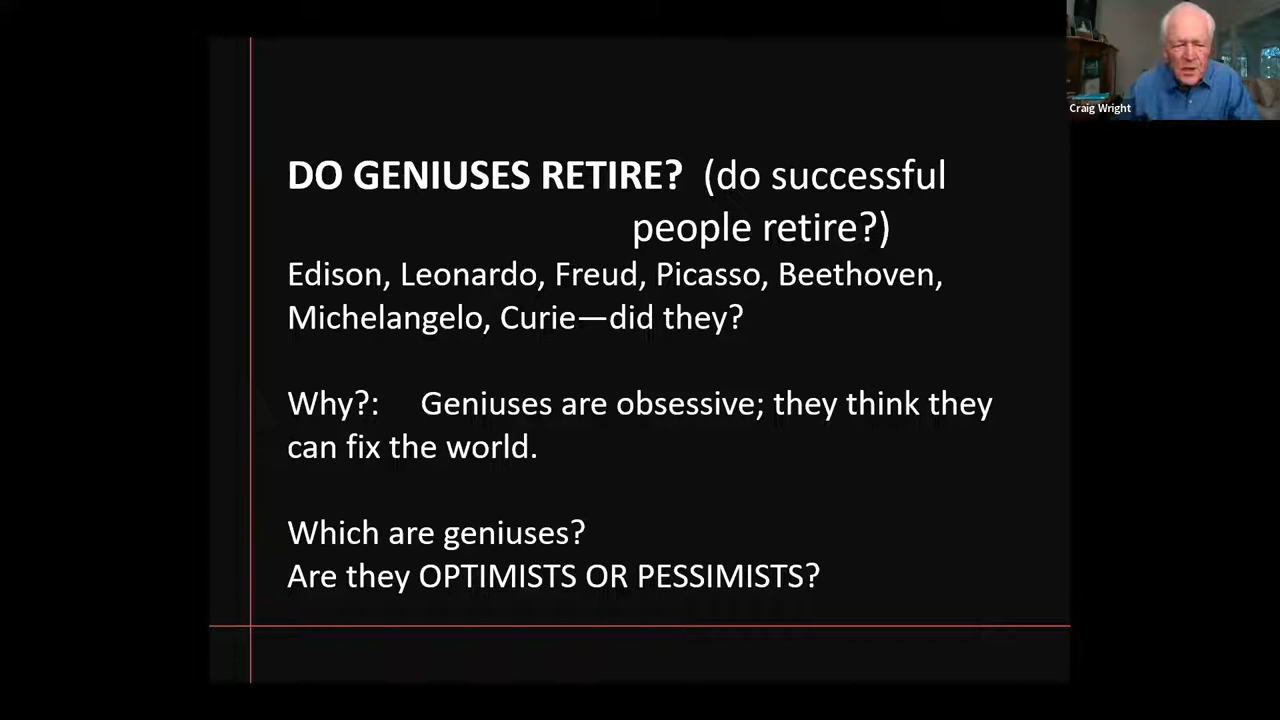 Craig Wright
DO GENIUSES RETIRE? (do successful
people retire?)
Edison, Leonardo, Freud, Picasso, Beethoven,
Michelangelo, Curie—did they?
Why?: Geniuses are obsessive; they think they
can fix the world.
Which are geniuses?
Are they OPTIMISTS OR PESSIMISTS?